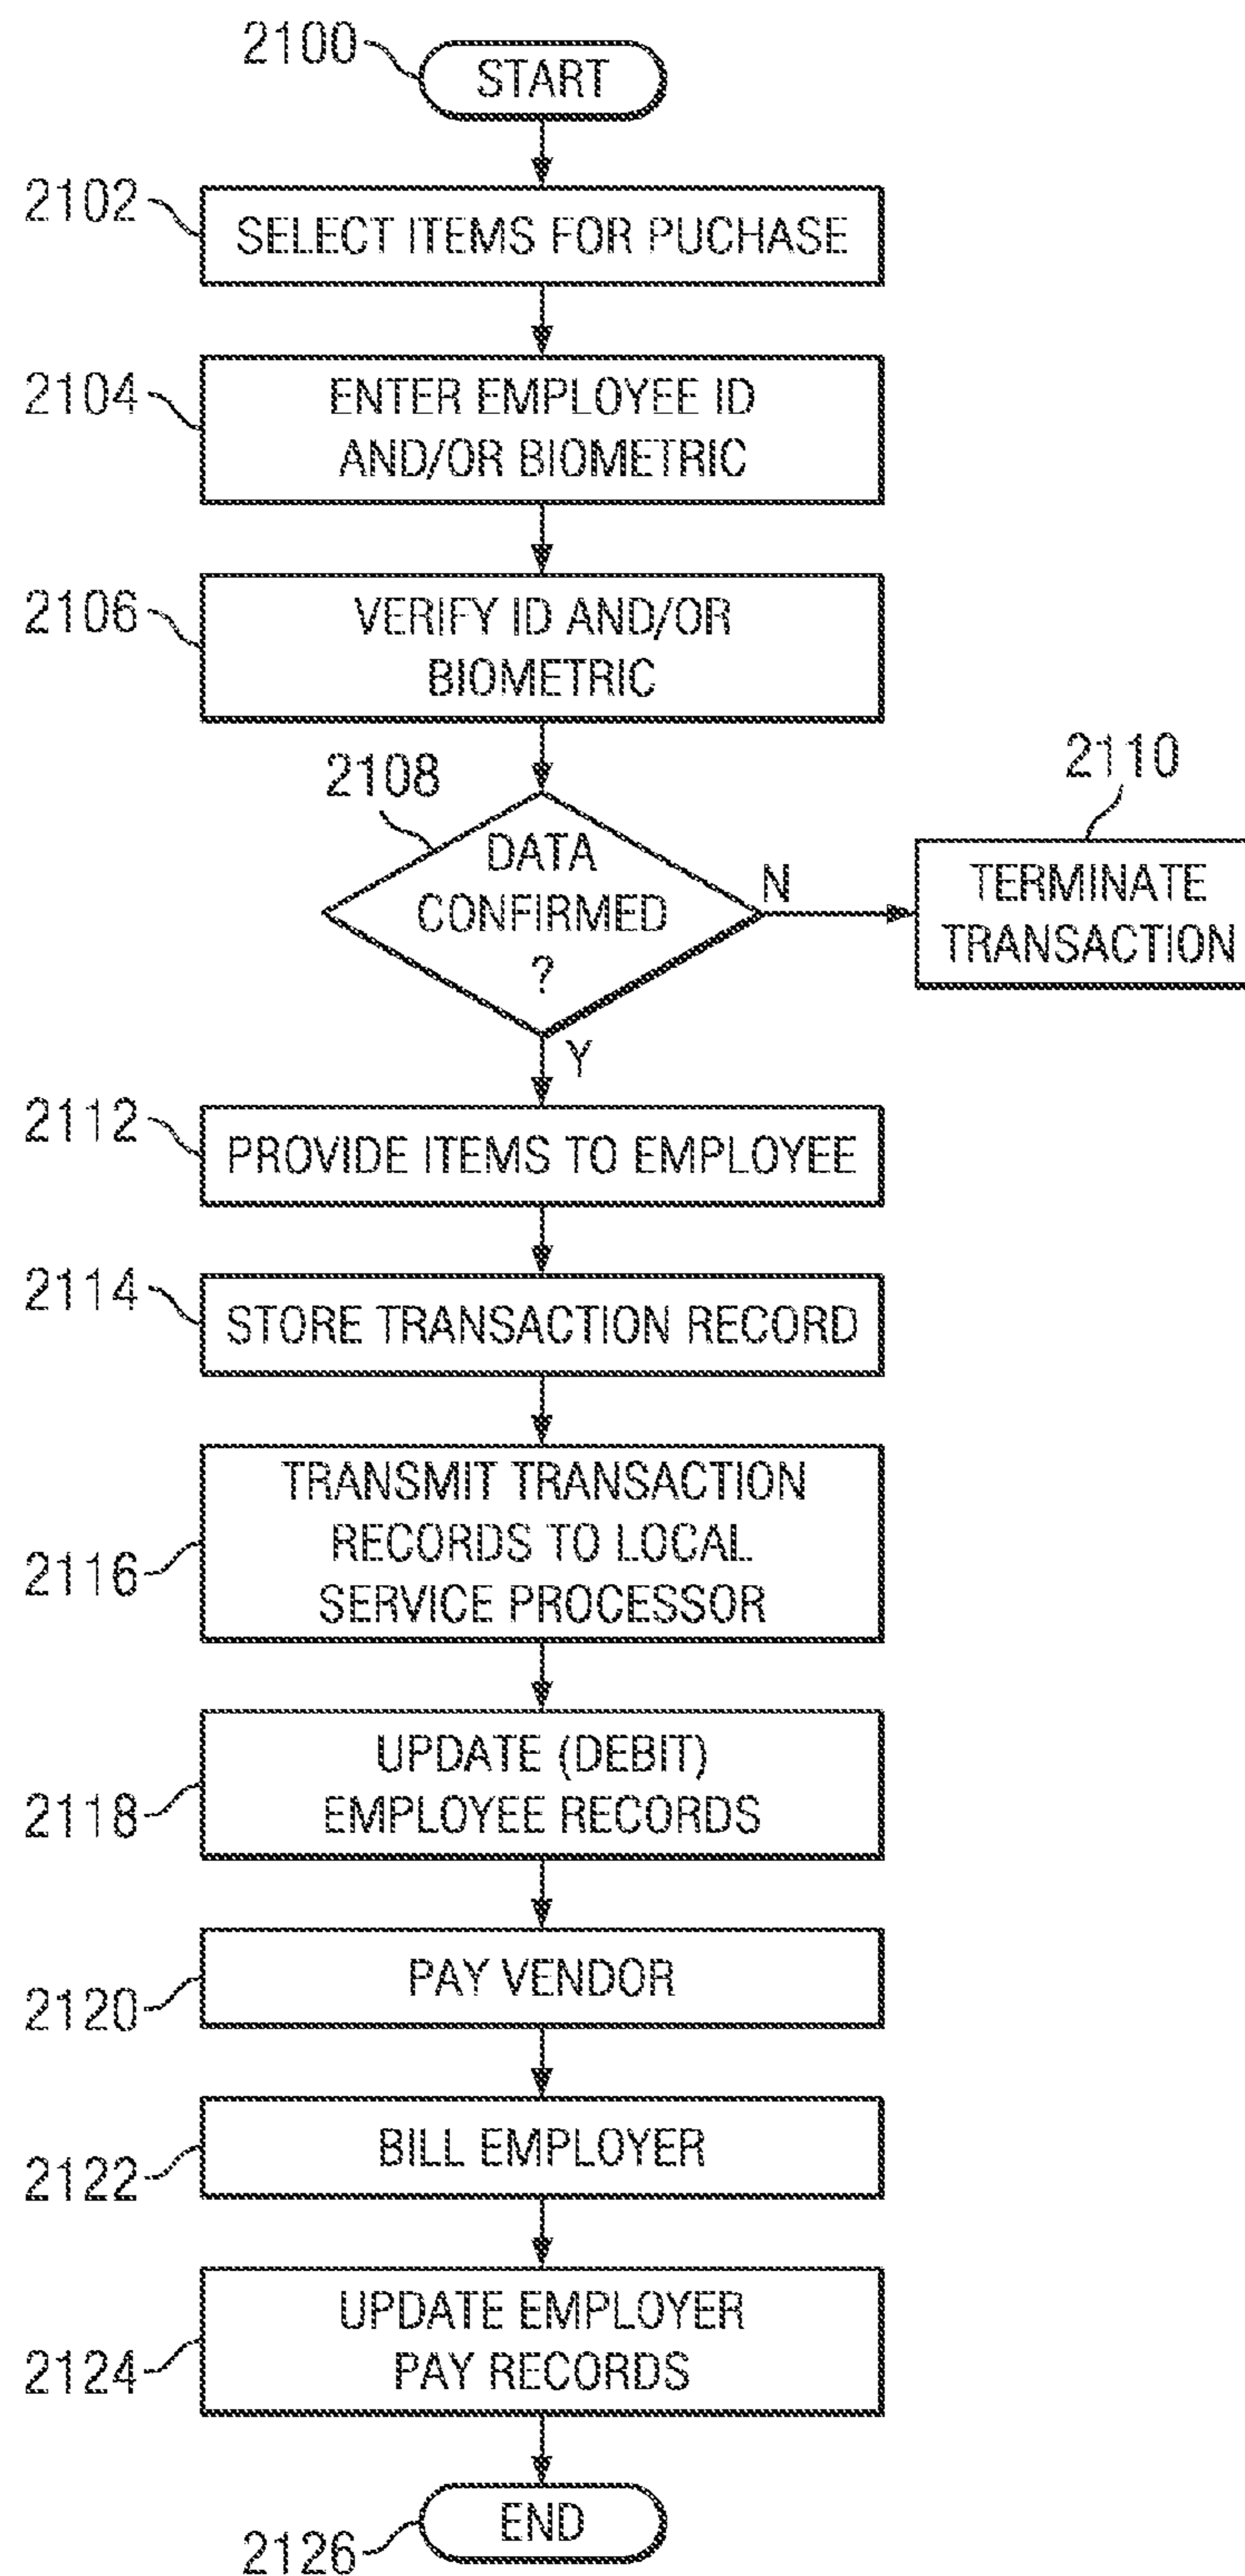 2100
START
2102
SELECT ITEMS FOR PUCHASE
2104
ENTER EMPLOYEE ID
AND/OR BIOMETRIC
2106
VERIFY ID AND/OR
BIOMETRIC
2108
DATA
CONFIRMED
?
N
2110
TERMINATE
TRANSACTION
Y
2112
PROVIDE ITEMS TO EMPLOYEE
2114
STORE TRANSACTION RECORD
2116
TRANSMIT TRANSACTION
RECORDS TO LOCAL
SERVICE PROCESSOR
2118
UPDATE (DEBIT)
EMPLOYEE RECORDS
2120
PAY VENDOR
2122
BILL EMPLOYER
2124
UPDATE EMPLOYER
PAY RECORDS
END
2126